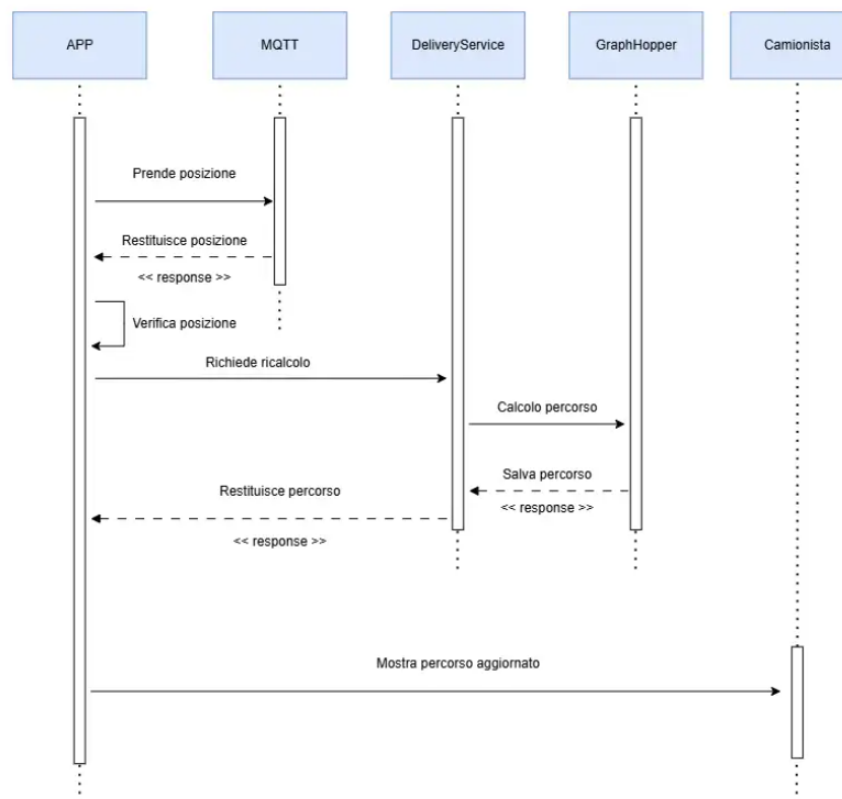 APP
MQTT
DeliveryService
GraphHopper
Camionista
Prende posizione
Restituisce posizione
<< response >>
Verifica posizione
Richiede ricalcolo
Calcolo percorso
Salva percorso
<< response >>
Restituisce percorso
<< response >>
Mostra percorso aggiornato